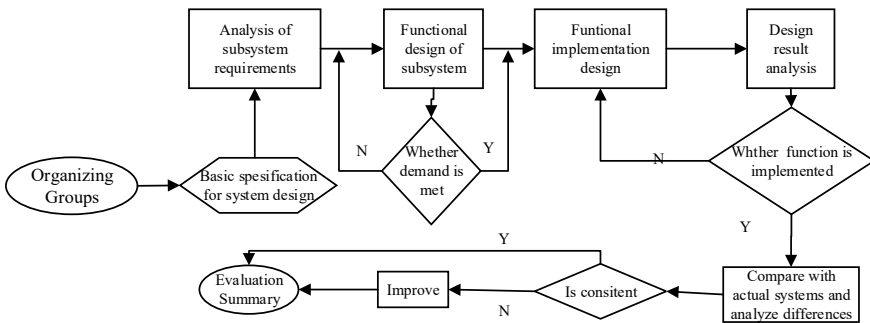 Analysis of
subsystem
requirements
Functional
design of
subsystem
Funtional
implementation
design
Design
result
analysis
N
Whether
demand is
met
Y
N
Whther function is
implemented
Organizing
Groups
Basic spesification
for system design
Y
Y
Evaluation
Summary
Improve
N
Is consitent
Compare with
actual systems and
analyze differences